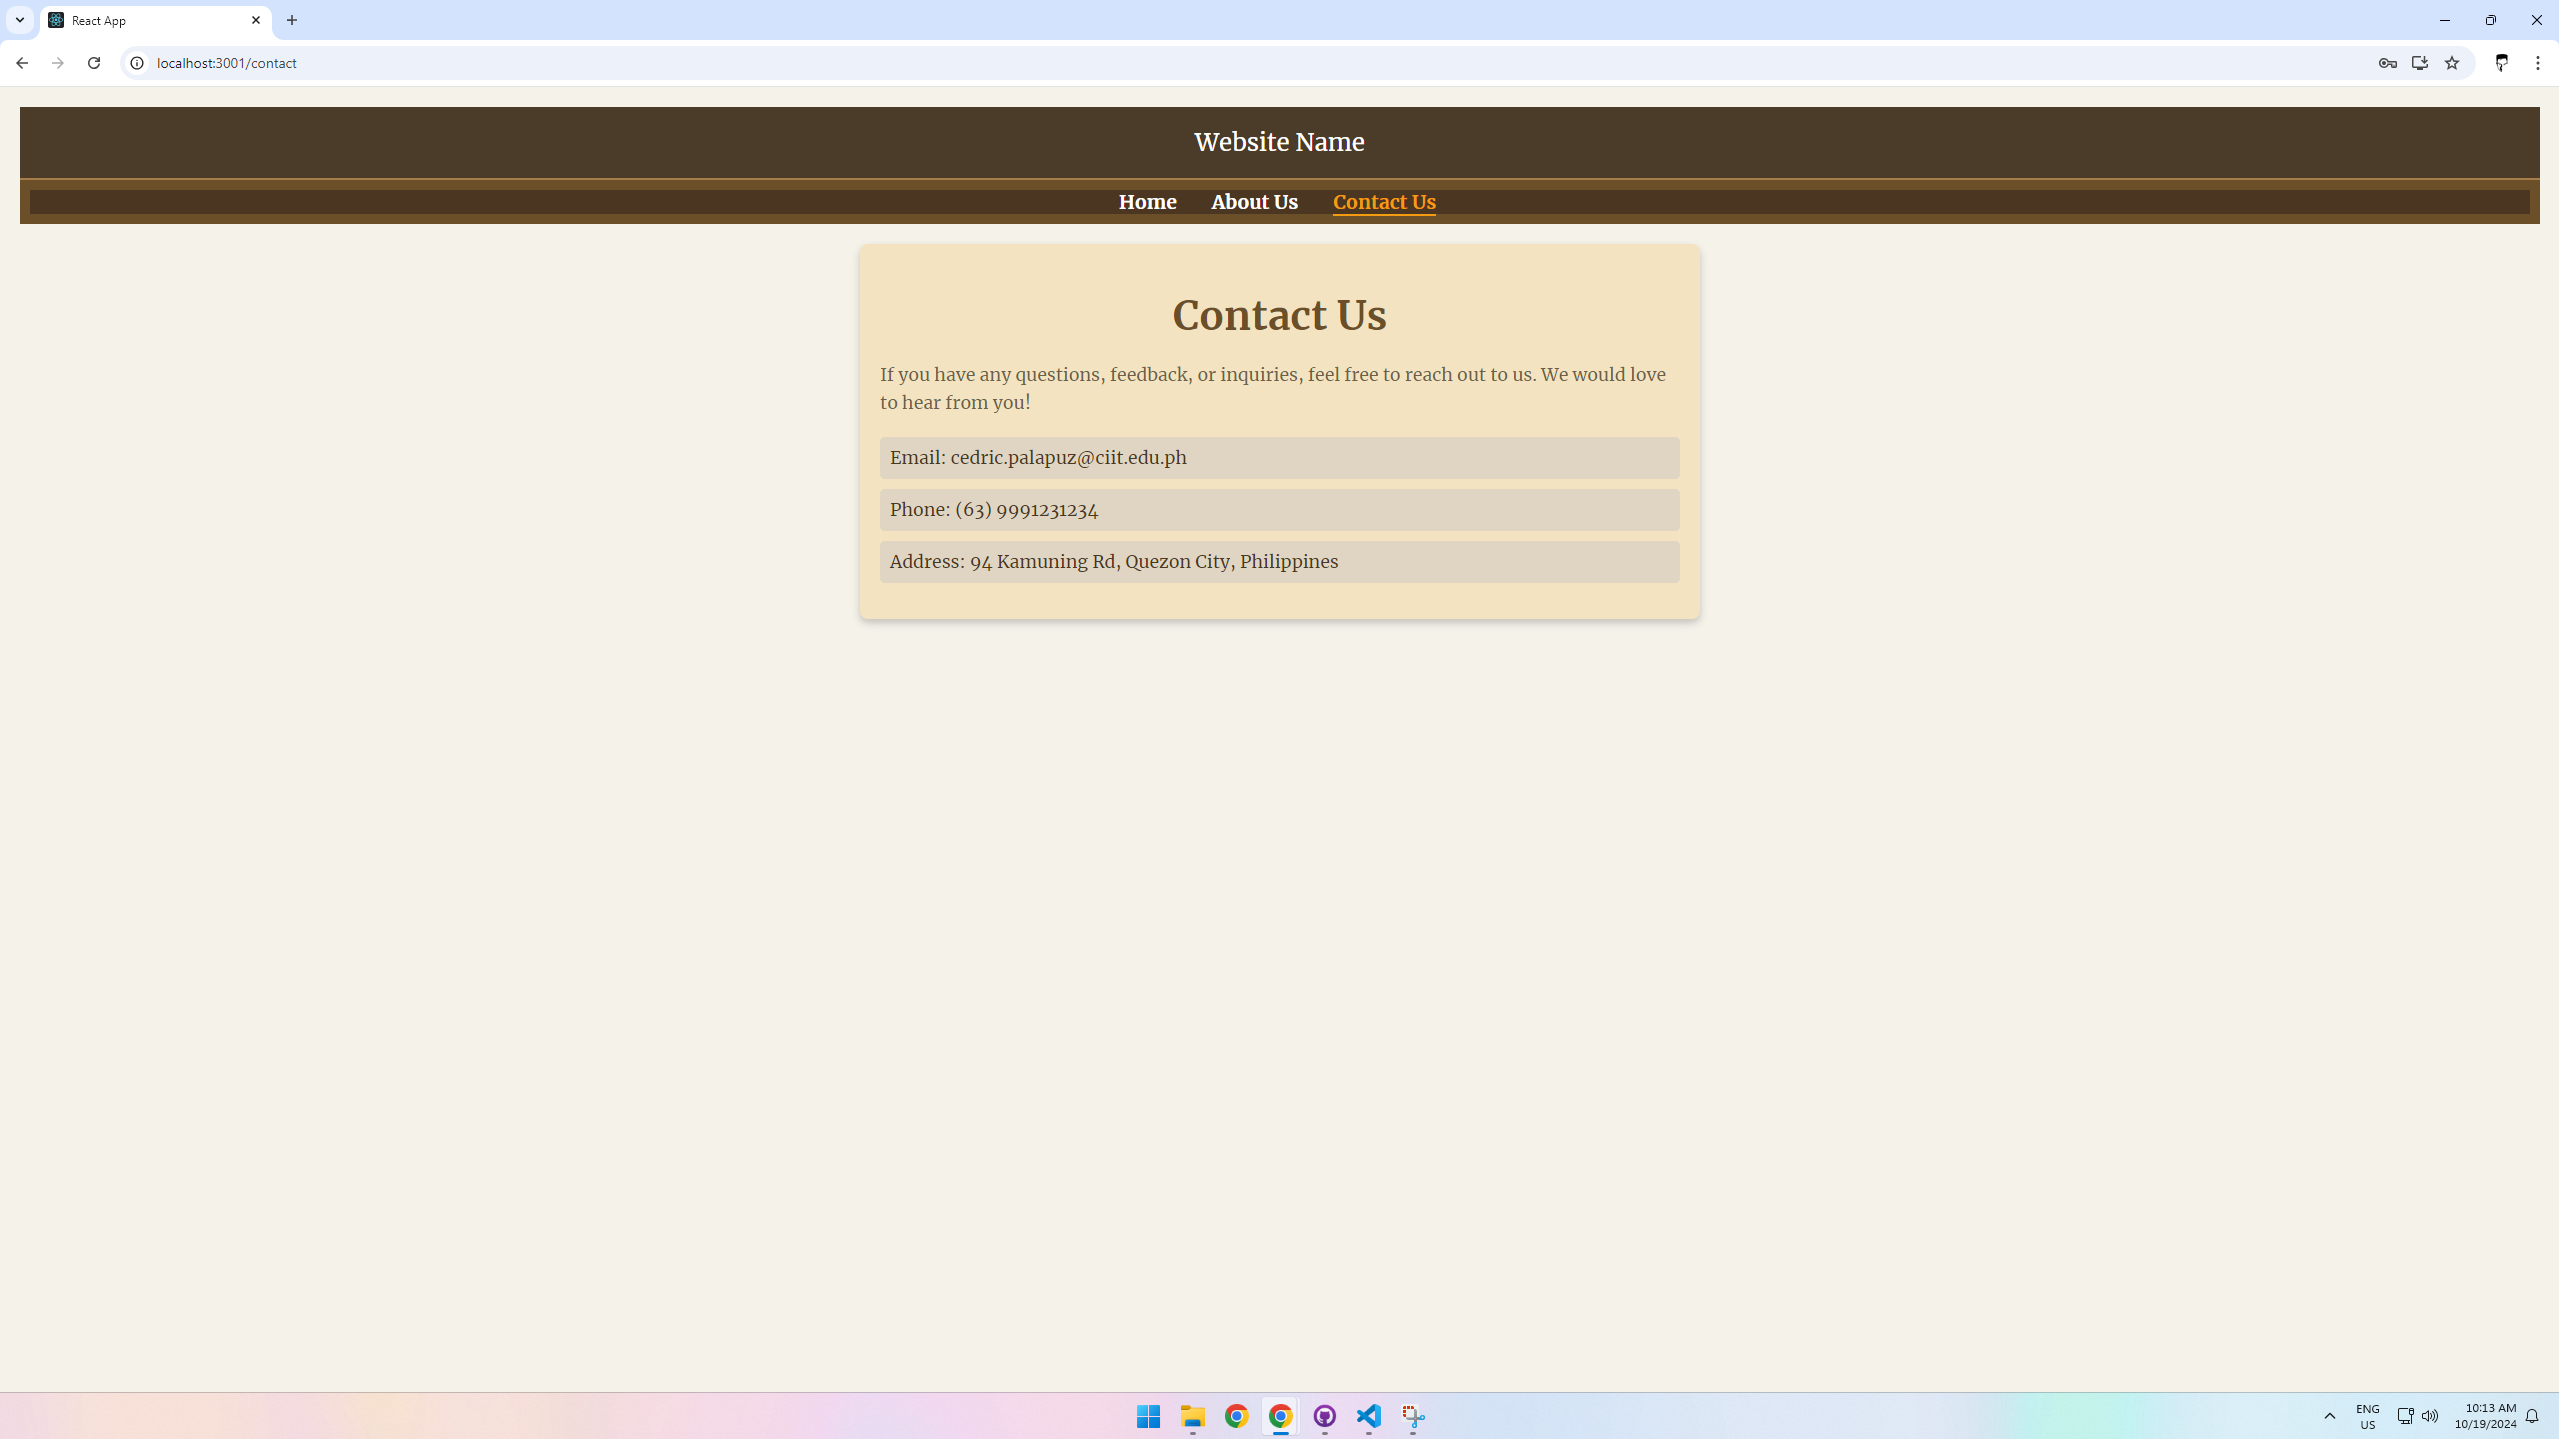 React App
localhost:3001/contact
Website Name
Home About Us Contact Us
Contact Us
If you have any questions, feedback, or inquiries, feel free to reach out to us. We would love
to hear from you!
Email: cedric.palapuz@ciit.edu.ph
Phone: (63) 9991231234
Address: 94 Kamuning Rd, Quezon City, Philippines
ENG
US
10:13 AM
10/19/2024